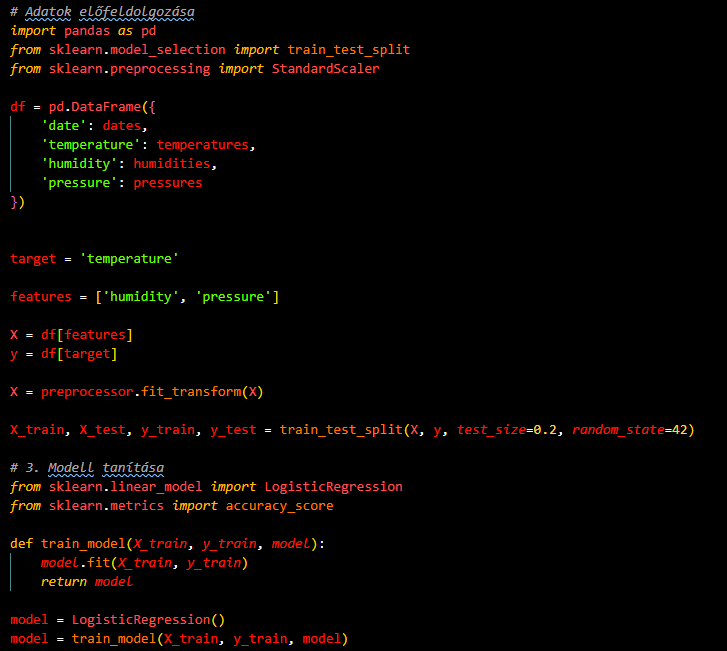 # Adatok előfeldolgozása
import pandas as pd
from sklearn.model_selection import train_test_split
from sklearn.preprocessing import StandardScaler
df = pd.DataFrame({
'date': dates,
'temperature': temperatures,
'humidity': humidities,
'pressure': pressures
})
target = 'temperature'
features = ['humidity', 'pressure']
X = df[features]
y = df[target]
X = preprocessor.fit_transform(X)
X_train, X_test, y_train, y_test = train_test_split(X, y, test_size=0.2, random_state=42)
# 3. Modell tanítása
from sklearn.linear_model import LogisticRegression
from sklearn.metrics import accuracy_score
def train_model(X_train, y_train, model):
model.fit(X_train, y_train)
return model
model = LogisticRegression()
model = train_model(X_train, y_train, model)